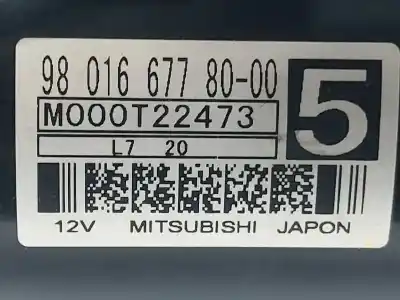 98 016 677 80-00
M000T22473
5
L7 20
12V MITSUBISHI JAPON